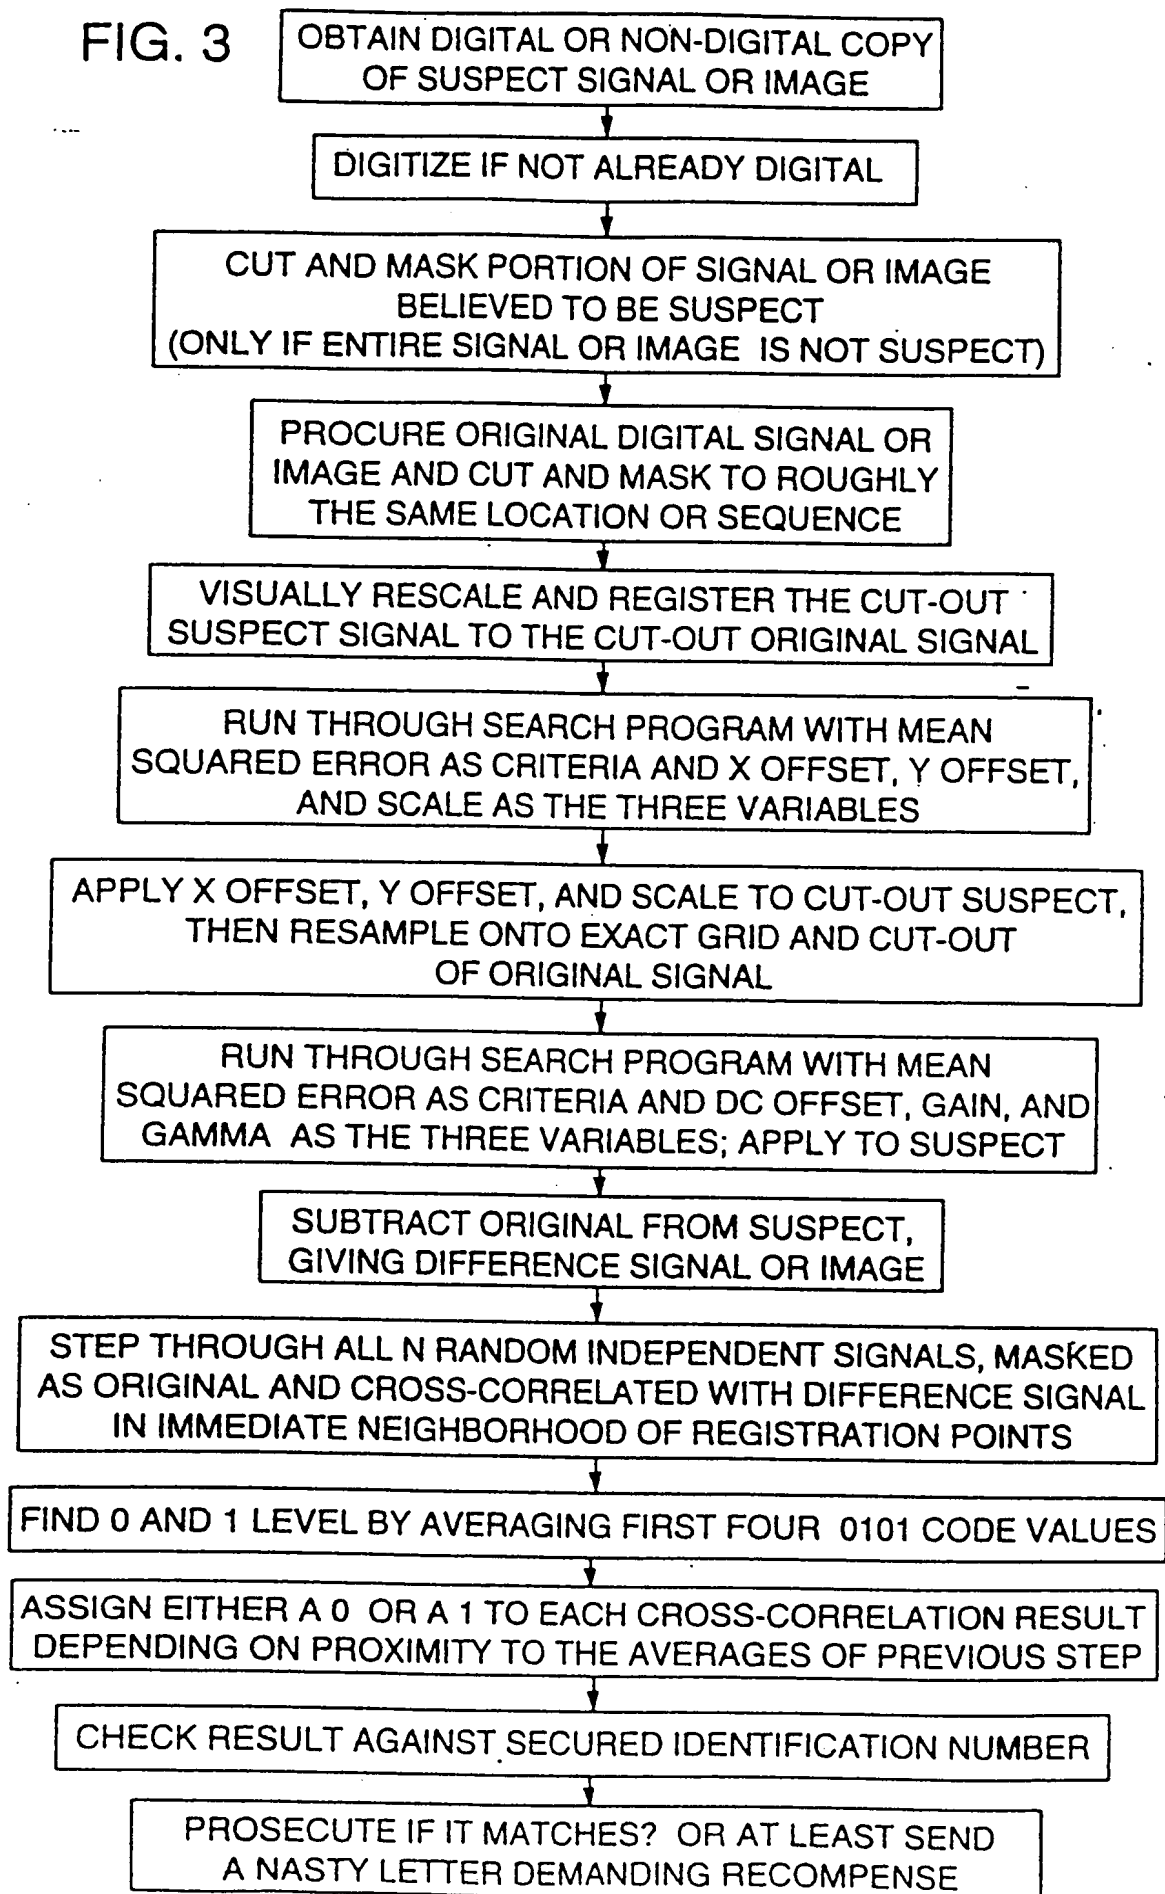 FIG. 3
OBTAIN DIGITAL OR NON-DIGITAL COPY
OF SUSPECT SIGNAL OR IMAGE
DIGITIZE IF NOT ALREADY DIGITAL
CUT AND MASK PORTION OF SIGNAL OR IMAGE
BELIEVED TO BE SUSPECT
(ONLY IF ENTIRE SIGNAL OR IMAGE IS NOT SUSPECT)
PROCURE ORIGINAL DIGITAL SIGNAL OR
IMAGE AND CUT AND MASK TO ROUGHLY
THE SAME LOCATION OR SEQUENCE
VISUALLY RESCALE AND REGISTER THE CUT-OUT
SUSPECT SIGNAL TO THE CUT-OUT ORIGINAL SIGNAL
RUN THROUGH SEARCH PROGRAM WITH MEAN
SQUARED ERROR AS CRITERIA AND X OFFSET, Y OFFSET,
AND SCALE AS THE THREE VARIABLES
APPLY X OFFSET, Y OFFSET, AND SCALE TO CUT-OUT SUSPECT,
THEN RESAMPLE ONTO EXACT GRID AND CUT-OUT
OF ORIGINAL SIGNAL
RUN THROUGH SEARCH PROGRAM WITH MEAN
SQUARED ERROR AS CRITERIA AND DC OFFSET, GAIN, AND
GAMMA AS THE THREE VARIABLES; APPLY TO SUSPECT
SUBTRACT ORIGINAL FROM SUSPECT,
GIVING DIFFERENCE SIGNAL OR IMAGE
STEP THROUGH ALL N RANDOM INDEPENDENT SIGNALS, MASKED
AS ORIGINAL AND CROSS-CORRELATED WITH DIFFERENCE SIGNAL
IN IMMEDIATE NEIGHBORHOOD OF REGISTRATION POINTS
FIND 0 AND 1 LEVEL BY AVERAGING FIRST FOUR 0101 CODE VALUES
ASSIGN EITHER A 0 OR A 1 TO EACH CROSS-CORRELATION RESULT
DEPENDING ON PROXIMITY TO THE AVERAGES OF PREVIOUS STEP
CHECK RESULT AGAINST SECURED IDENTIFICATION NUMBER
PROSECUTE IF IT MATCHES? OR AT LEAST SEND
A NASTY LETTER DEMANDING RECOMPENSE